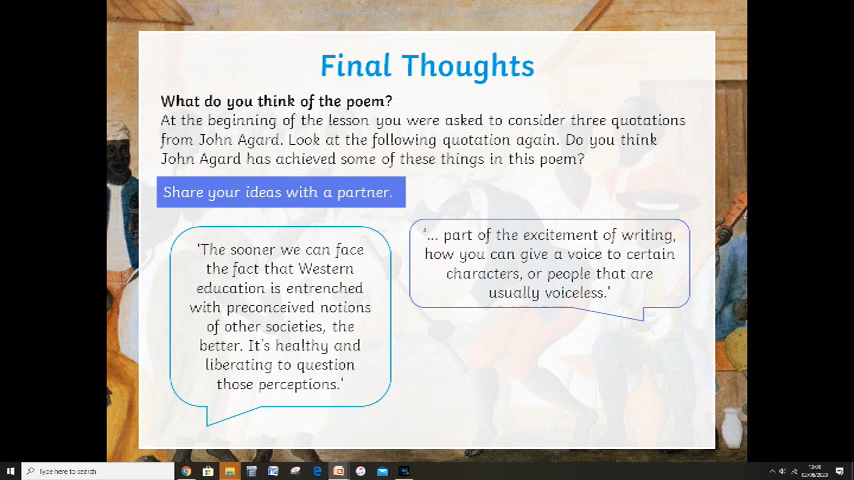 Final Thoughts
What do you think of the poem?
At the beginning of the lesson you were asked to consider three quotations
from John Agard. Look at the following quotation again. Do you think
John Agard has achieved some of these things in this poem?
Share your ideas with a partner.
'The sooner we can face
the fact that Western
education is entrenched
with preconceived notions
of other societies, the
better. It's healthy and
liberating to question
those perceptions.'
'... part of the excitement of writing,
how you can give a voice to certain
characters, or people that are
usually voiceless.'
Type here to search